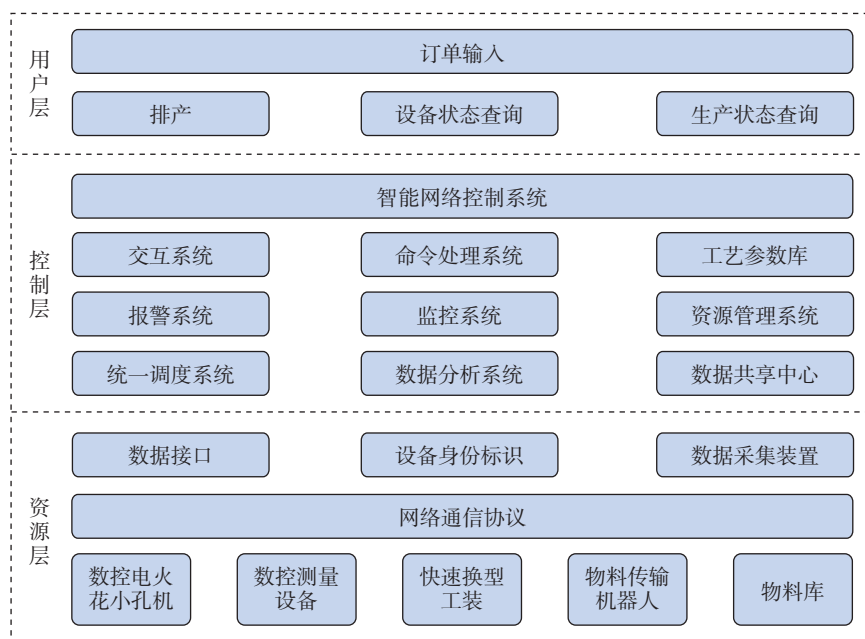 用户层
订单输入
排产
设备状态查询
生产状态查询
控制层
智能网络控制系统
交互系统
命令处理系统
工艺参数库
报警系统
监控系统
资源管理系统
统一调度系统
数据分析系统
数据共享中心
资源层
数据接口
设备身份标识
数据采集装置
网络通信协议
数控电火
花小孔机
数控测量
设备
快速换型
工装
物料传输
机器人
物料库